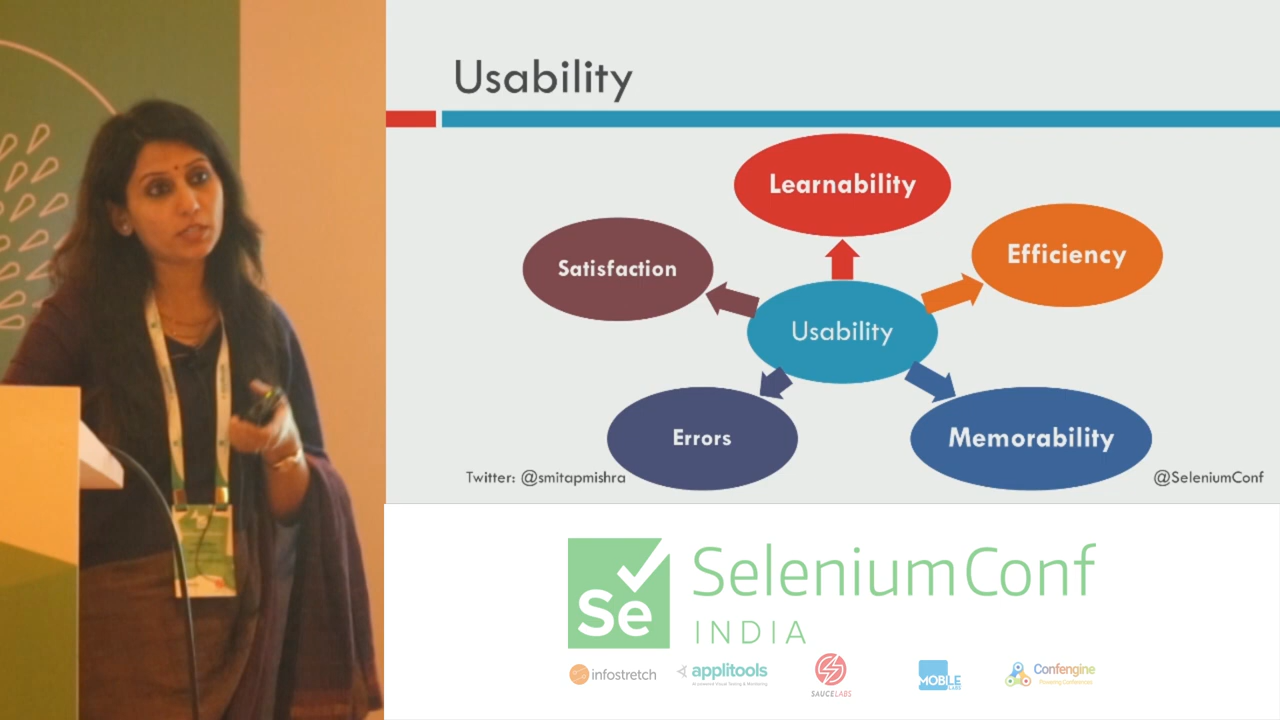 Usability
Learnability
Efficiency
Satisfaction
Usability
Errors
Memorability
Twitter: @smitapmishra
@SeleniumConf
Se
SeleniumConf
INDIA
infostretch
applitools
SAUCELABS
MOBILE
LABS
Confengine